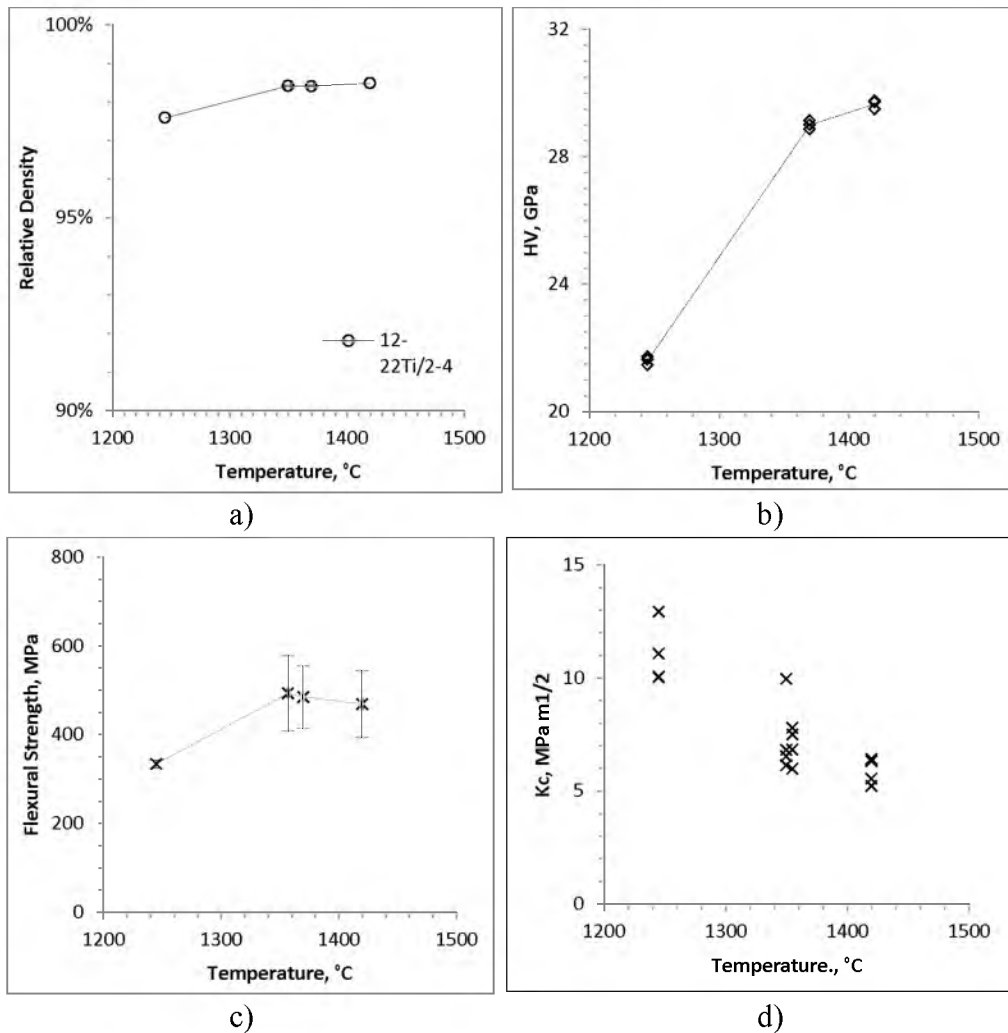 100%
95%
90%
Relative Density
12-
22Ti/2-4
1200 1300 1400 1500
Temperature, °C
a)
32
28
24
20
HV, GPa
1200 1300 1400 1500
Temperature, °C
b)
800
600
400
200
0
Flexural Strength, MPa
1200 1300 1400 1500
Temperature, °C
c)
15
10
5
0
Kc, MPa m1/2
1200 1300 1400 1500
Temperature., °C
d)